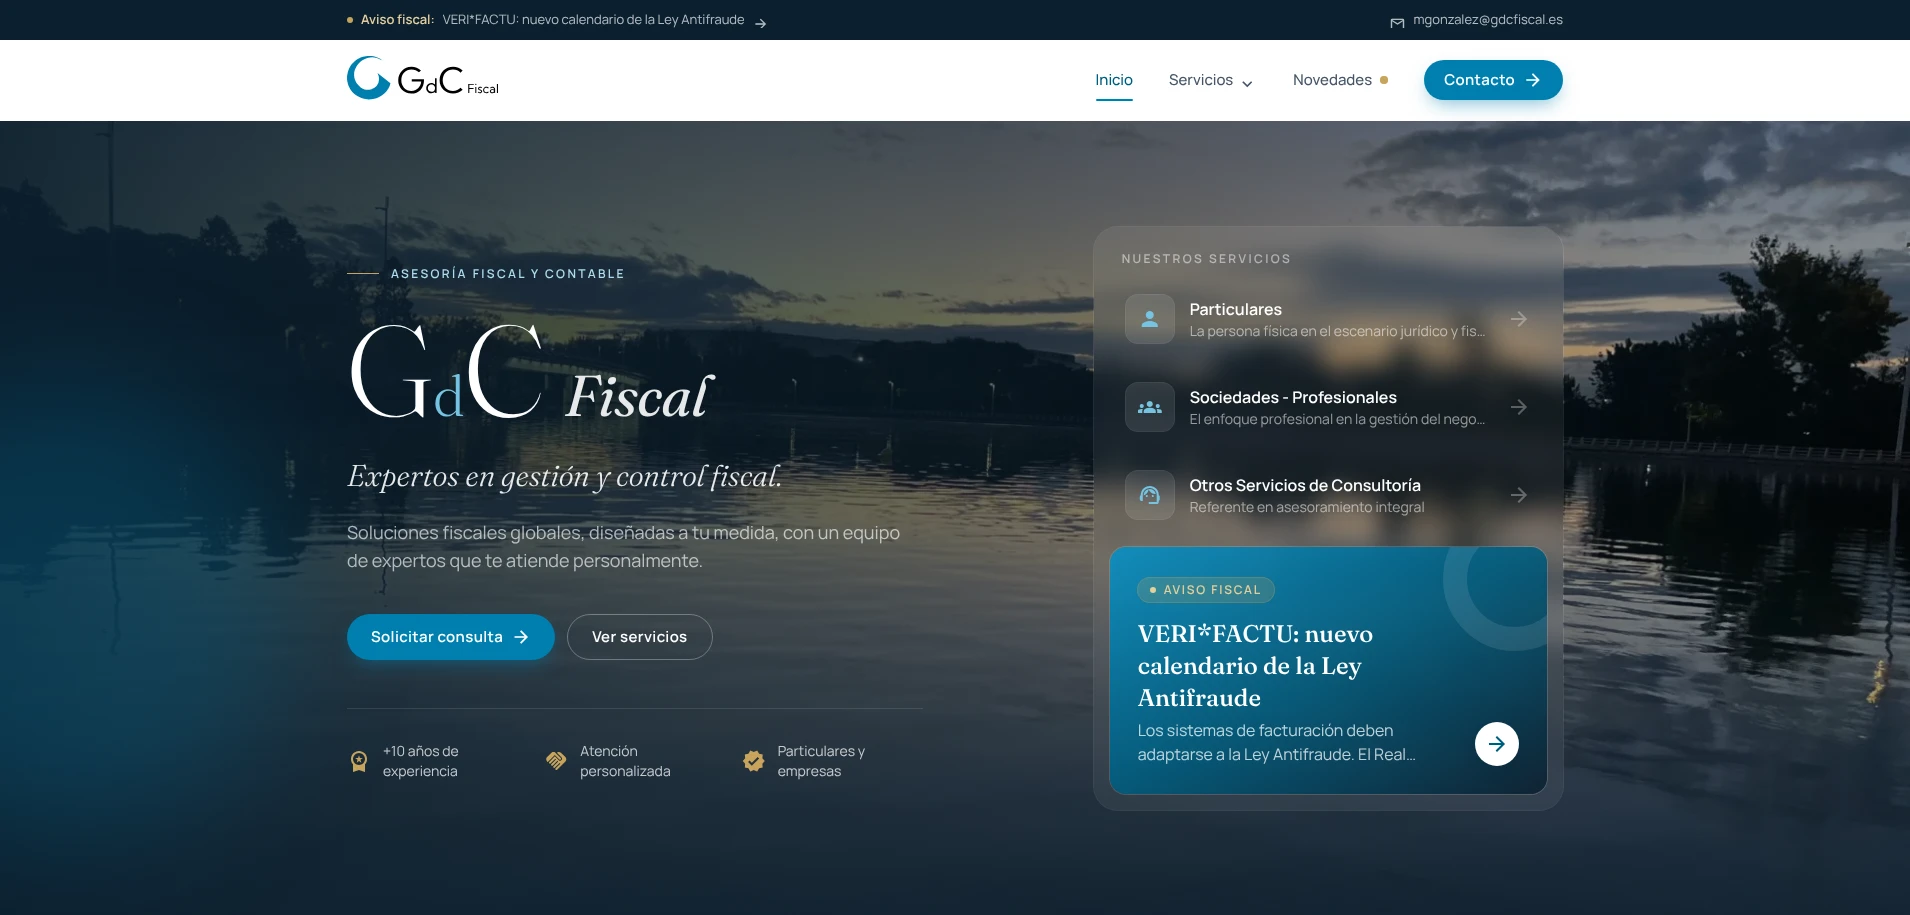 Aviso fiscal: VERI*FACTU: nuevo calendario de la Ley Antifraude
mgonzalez@gdcfiscal.es
GdC Fiscal
Inicio
Servicios
Novedades
Contacto
ASESORÍA FISCAL Y CONTABLE
GdC Fiscal
Expertos en gestión y control fiscal.
Soluciones fiscales globales, diseñadas a tu medida, con un equipo
de expertos que te atiende personalmente.
Solicitar consulta
Ver servicios
+10 años de
experiencia
Atención
personalizada
Particulares y
empresas
NUESTROS SERVICIOS
Particulares
La persona física en el escenario jurídico y fis…
Sociedades - Profesionales
El enfoque profesional en la gestión del nego…
Otros Servicios de Consultoría
Referente en asesoramiento integral
AVISO FISCAL
VERI*FACTU: nuevo
calendario de la Ley
Antifraude
Los sistemas de facturación deben
adaptarse a la Ley Antifraude. El Real…